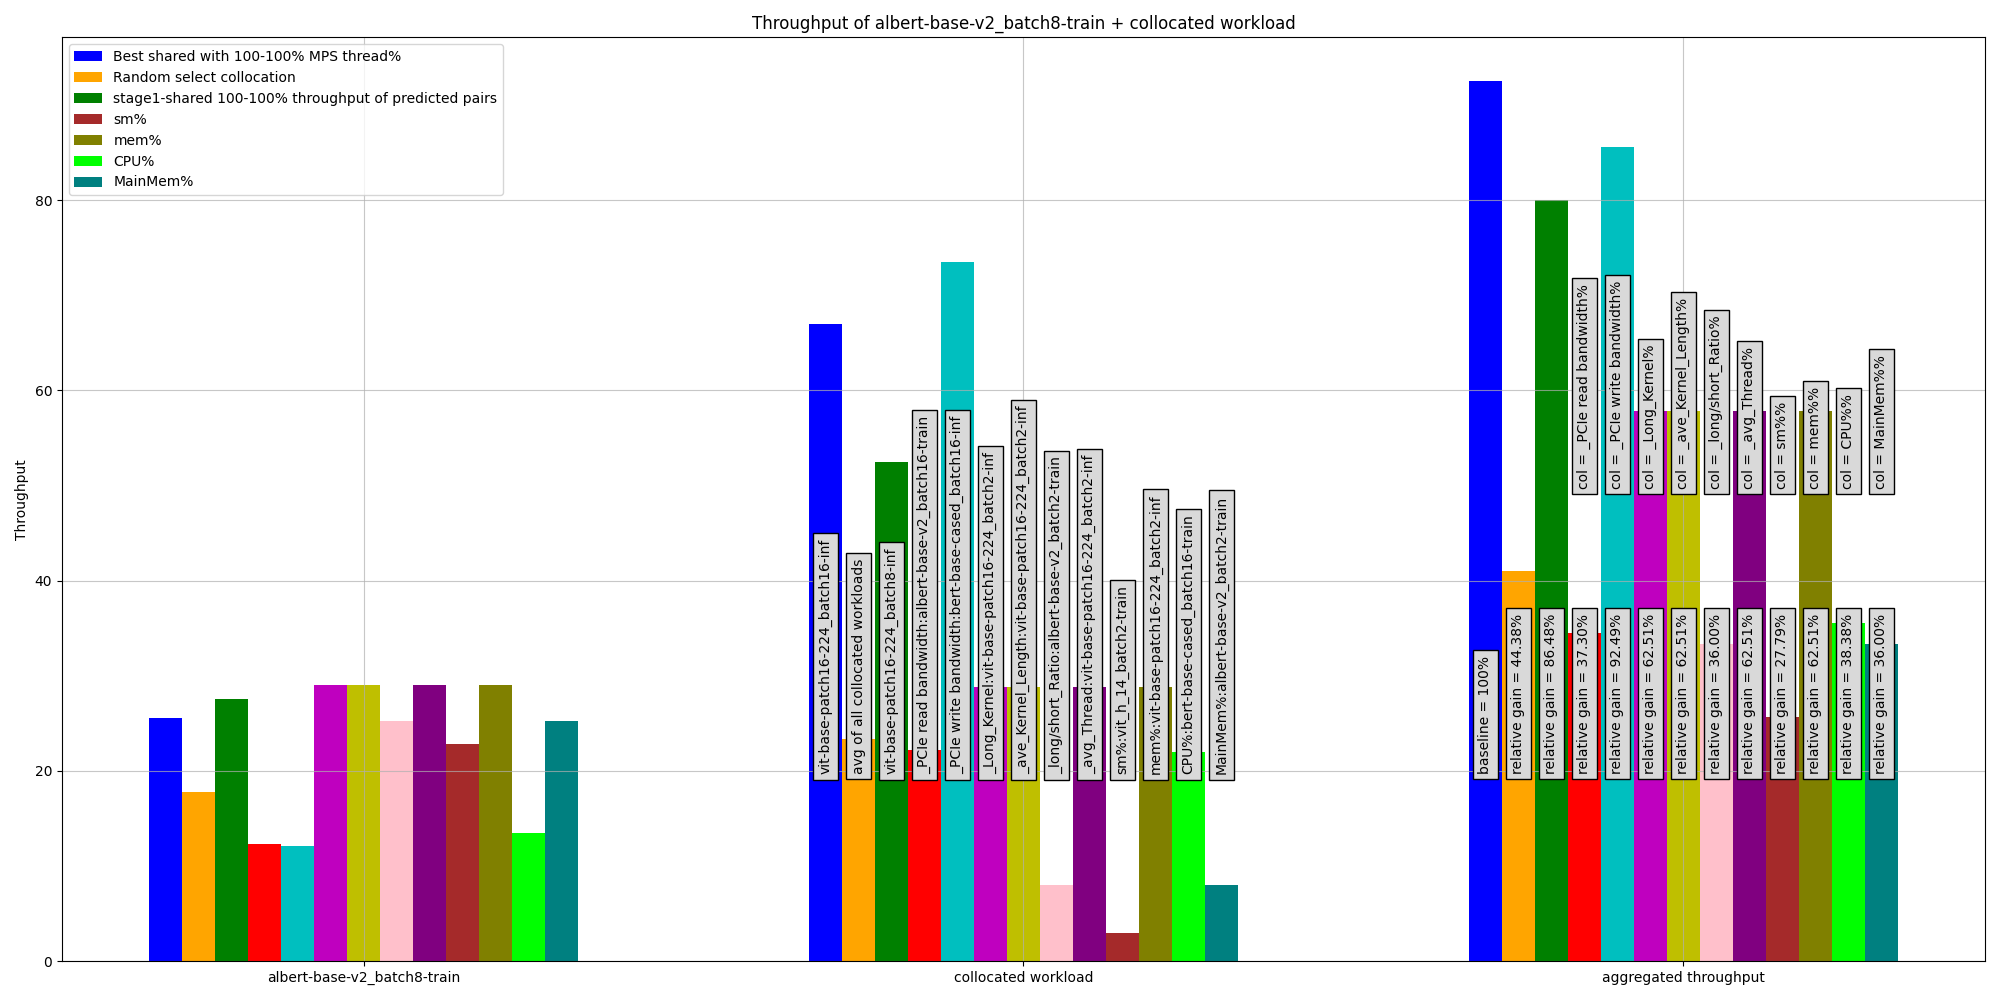 Throughput of albert-base-v2_batch8-train + collocated workload
Best shared with 100-100% MPS thread%
Random select collocation
stage1-shared 100-100% throughput of predicted pairs
sm%
mem%
CPU%
MainMem%
Throughput
80
60
40
20
0
vit-base-patch16-224_batch16-inf
avg of all collocated workloads
vit-base-patch16-224_batch8-inf
_PCIe read bandwidth:albert-base-v2_batch16-train
_PCIe write bandwidth:bert-base-cased_batch16-inf
_Long_Kernel:vit-base-patch16-224_batch2-inf
_ave_Kernel_Length:vit-base-patch16-224_batch2-inf
_long/short_Ratio:albert-base-v2_batch2-train
_avg_Thread:vit-base-patch16-224_batch2-inf
sm%:vit_h_14_batch2-train
mem%:vit-base-patch16-224_batch2-inf
CPU%:bert-base-cased_batch16-train
MainMem%:albert-base-v2_batch2-train
col = _PCIe read bandwidth%
col = _PCIe write bandwidth%
col = _Long_Kernel%
col = _ave_Kernel_Length%
col = _long/short_Ratio%
col = _avg_Thread%
col = sm%%
col = mem%%
col = CPU%%
col = MainMem%%
baseline = 100%
relative gain = 44.38%
relative gain = 86.48%
relative gain = 37.30%
relative gain = 92.49%
relative gain = 62.51%
relative gain = 62.51%
relative gain = 36.00%
relative gain = 62.51%
relative gain = 27.79%
relative gain = 62.51%
relative gain = 38.38%
relative gain = 36.00%
albert-base-v2_batch8-train
collocated workload
aggregated throughput